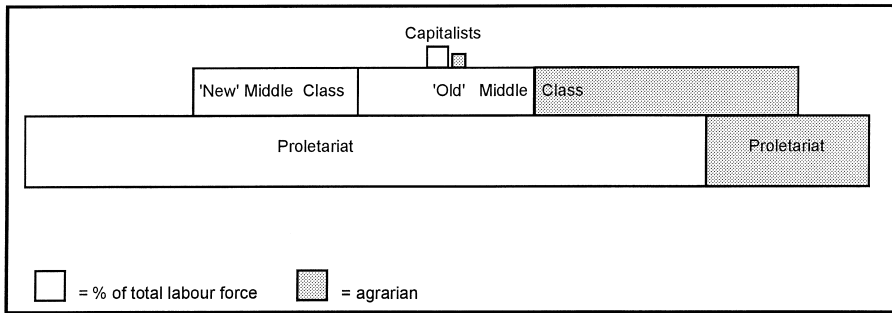 Capitalists
'New' Middle Class 'Old' Middle Class
Proletariat Proletariat
= % of total labour force = agrarian